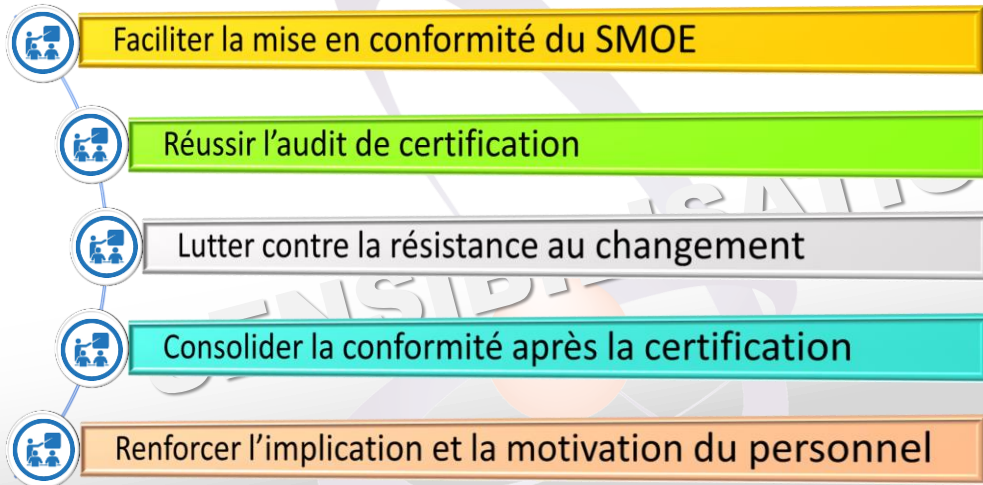 Faciliter la mise en conformité du SMOE
Réussir l'audit de certification
Lutter contre la résistance au changement
Consolider la conformité après la certification
Renforcer l'implication et la motivation du personnel